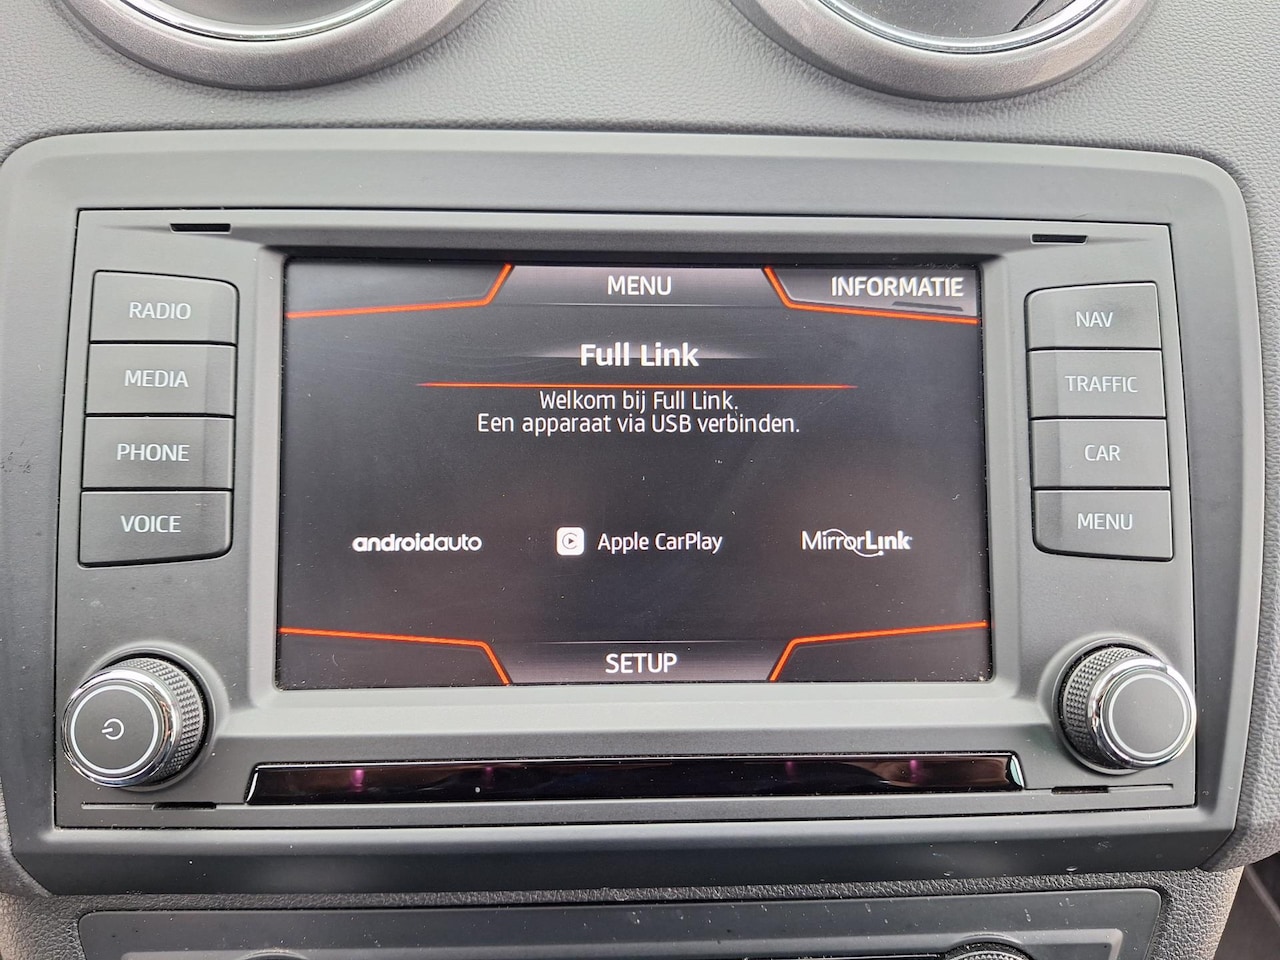 MENU
INFORMATIE
RADIO
MEDIA
PHONE
VOICE
Full Link
Welkom bij Full Link.
Een apparaat via USB verbinden.
androidauto
Apple CarPlay
MirrorLink
SETUP
NAV
TRAFFIC
CAR
MENU